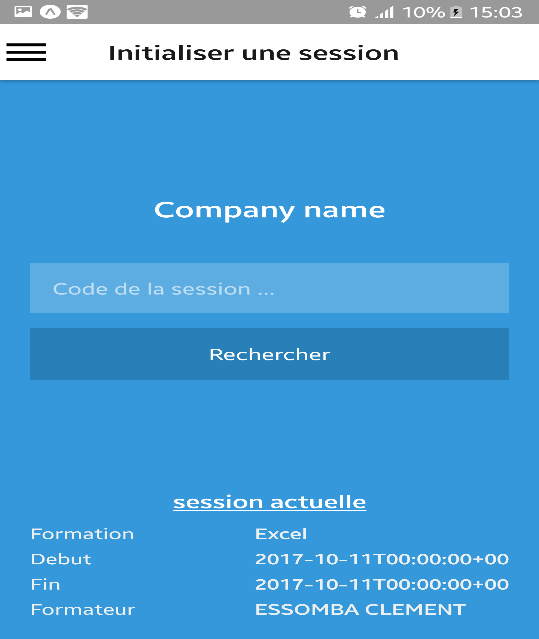 10% 15:03
Initialiser une session
Company name
Code de la session ...
Rechercher
session actuelle
Formation Excel
Debut 2017-10-11T00:00:00+00
Fin 2017-10-11T00:00:00+00
Formateur ESSOMBA CLEMENT